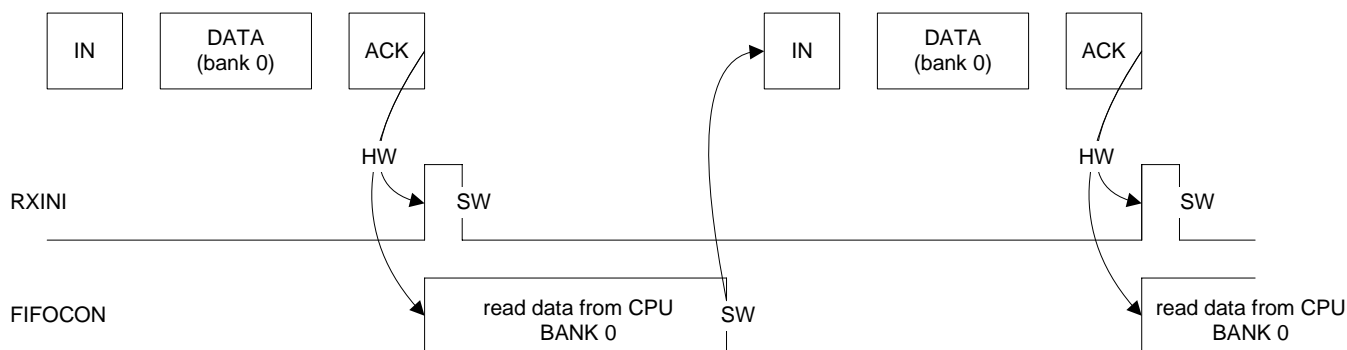 IN
DATA
(bank 0)
ACK
IN
DATA
(bank 0)
ACK
HW
HW
RXINI
SW
SW
FIFOCON
read data from CPU
BANK 0
SW
read data from CPU
BANK 0